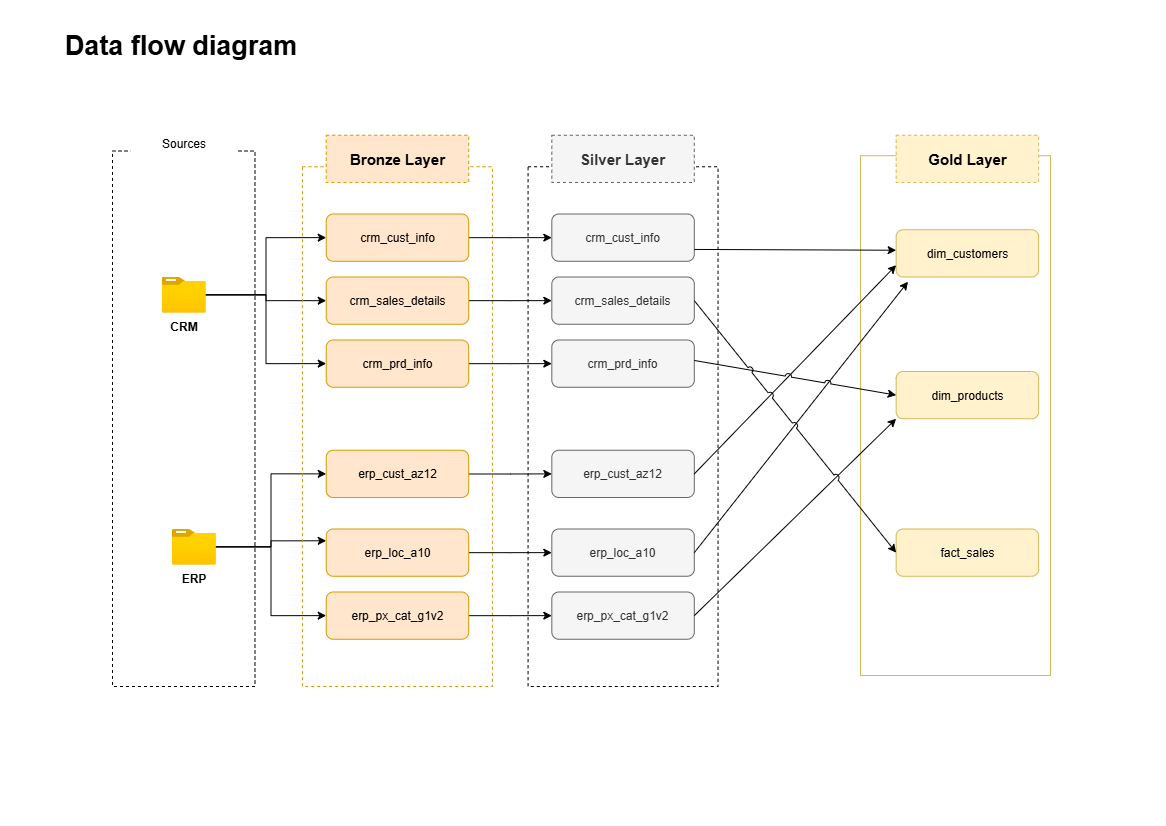 Data flow diagram
Sources
Bronze Layer
Silver Layer
Gold Layer
crm_cust_info
crm_cust_info
dim_customers
crm_sales_details
crm_sales_details
CRM
crm_prd_info
crm_prd_info
dim_products
erp_cust_az12
erp_cust_az12
erp_loc_a10
erp_loc_a10
fact_sales
ERP
erp_px_cat_g1v2
erp_px_cat_g1v2